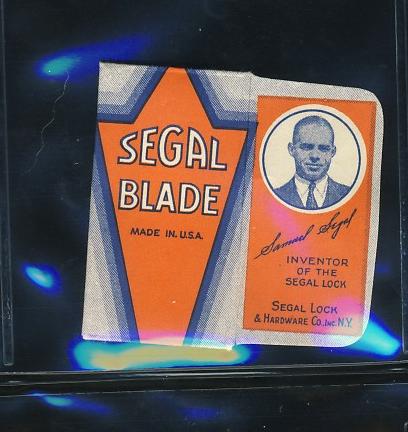 SEGAL
BLADE
MADE IN U.S.A.
Samuel Segal
INVENTOR
OF THE
SEGAL LOCK
SEGAL LOCK
& HARDWARE CO., INC. N.Y.